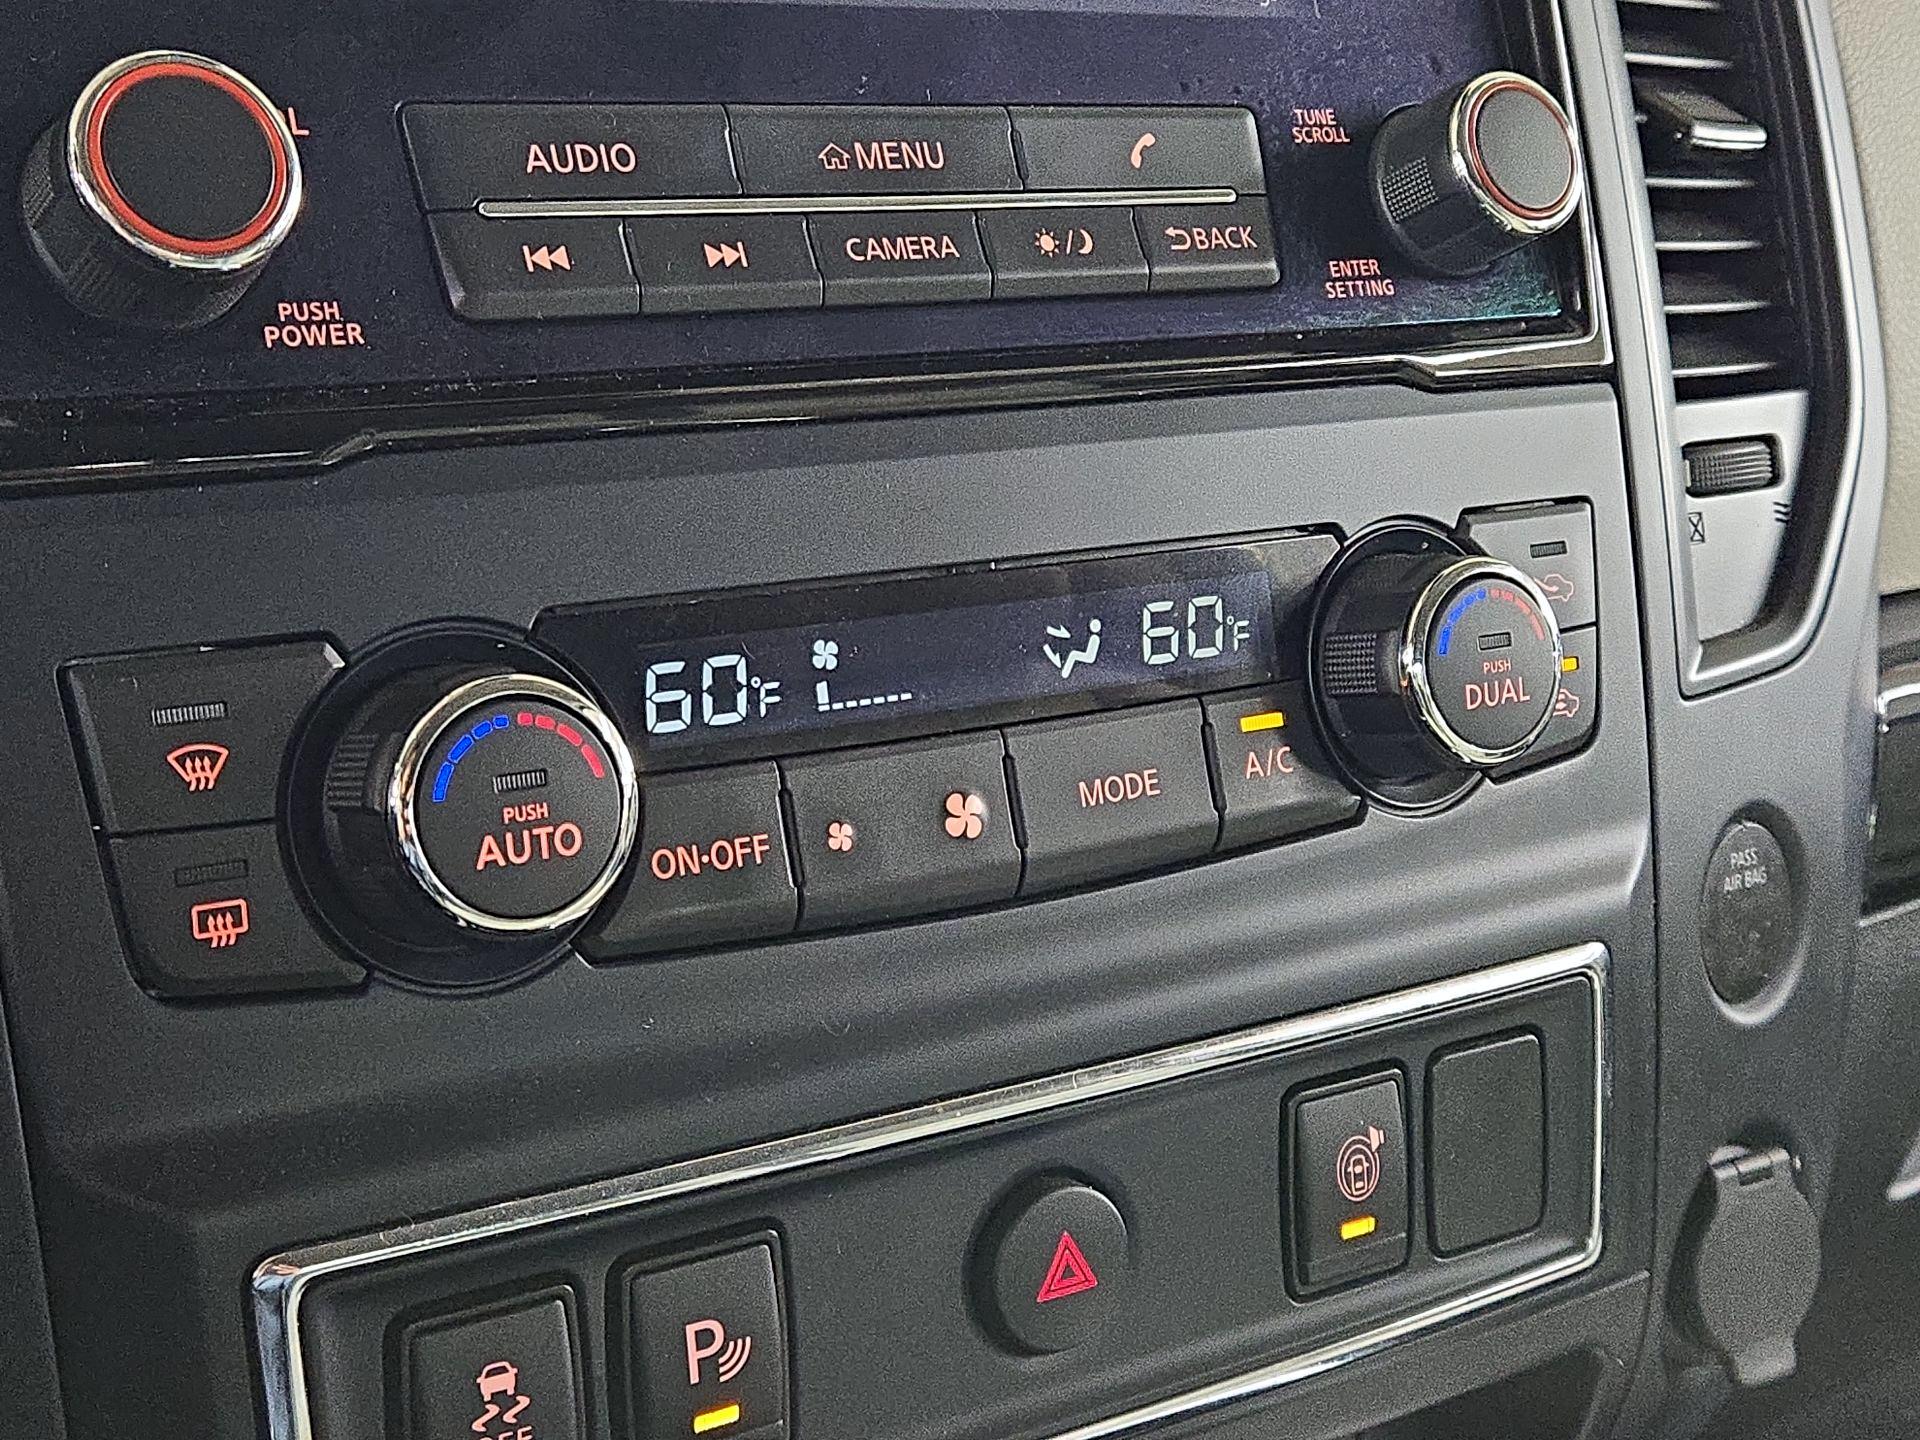 AUDIO
MENU
TUNE
SCROLL
CAMERA
BACK
ENTER
SETTING
PUSH
POWER
60°F
60°F
PUSH
DUAL
PUSH
AUTO
ON•OFF
MODE
A/C
PASS
AIR BAG
P
OFF